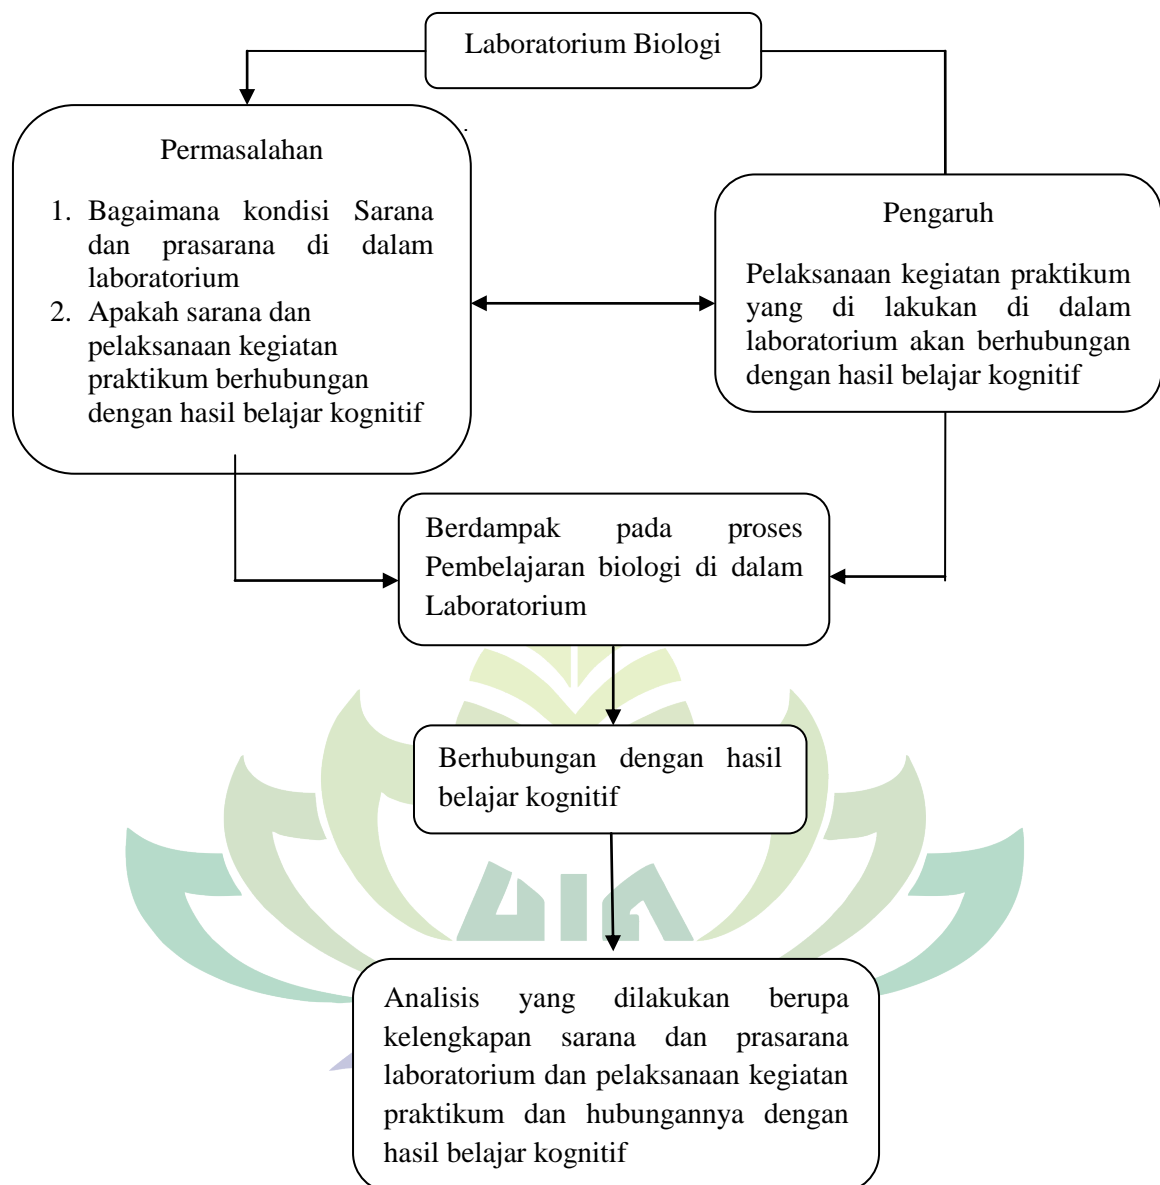 Laboratorium Biologi
Permasalahan
1. Bagaimana kondisi Sarana
dan prasarana di dalam
laboratorium
2. Apakah sarana dan
pelaksanaan kegiatan
praktikum berhubungan
dengan hasil belajar kognitif
Pengaruh
Pelaksanaan kegiatan praktikum
yang di lakukan di dalam
laboratorium akan berhubungan
dengan hasil belajar kognitif
Berdampak pada proses
Pembelajaran biologi di dalam
Laboratorium
Berhubungan dengan hasil
belajar kognitif
Analisis yang dilakukan berupa
kelengkapan sarana dan prasarana
laboratorium dan pelaksanaan kegiatan
praktikum dan hubungannya dengan
hasil belajar kognitif